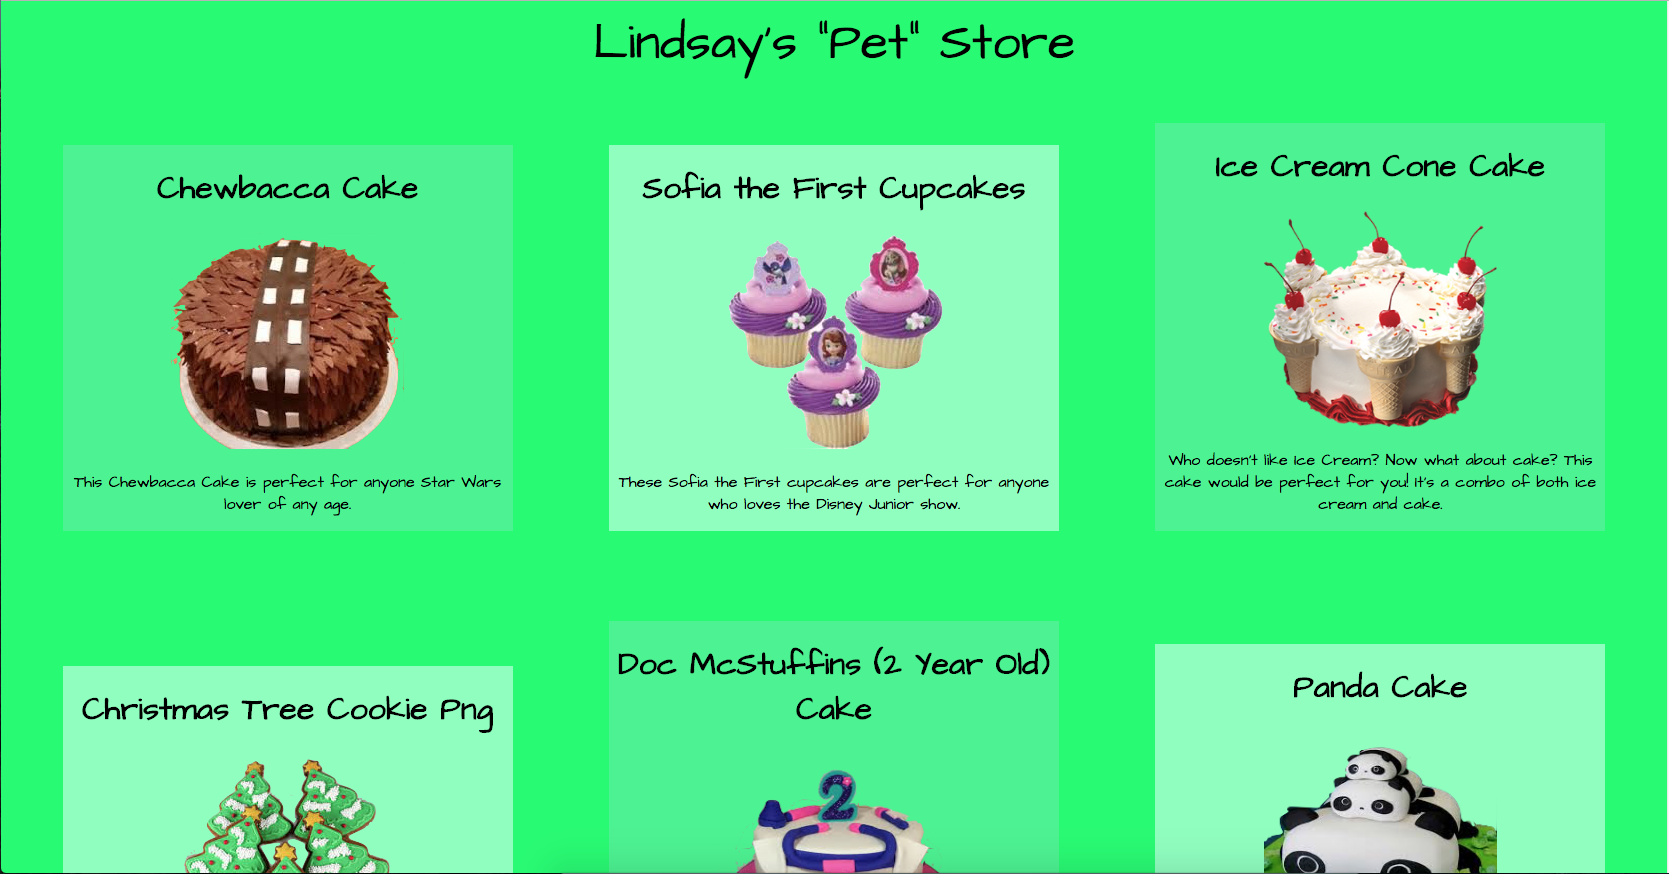 Lindsay's "Pet" Store
Chewbacca Cake
This Chewbacca Cake is perfect for anyone Star Wars
lover of any age.
Sofia the First Cupcakes
These Sofia the First cupcakes are perfect for anyone
who loves the Disney Junior show.
Ice Cream Cone Cake
Who doesn't like Ice Cream? Now what about cake? This
cake would be perfect for you! It's a combo of both ice
cream and cake.
Christmas Tree Cookie Png
Doc McStuffins (2 Year Old)
Cake
2
Panda Cake